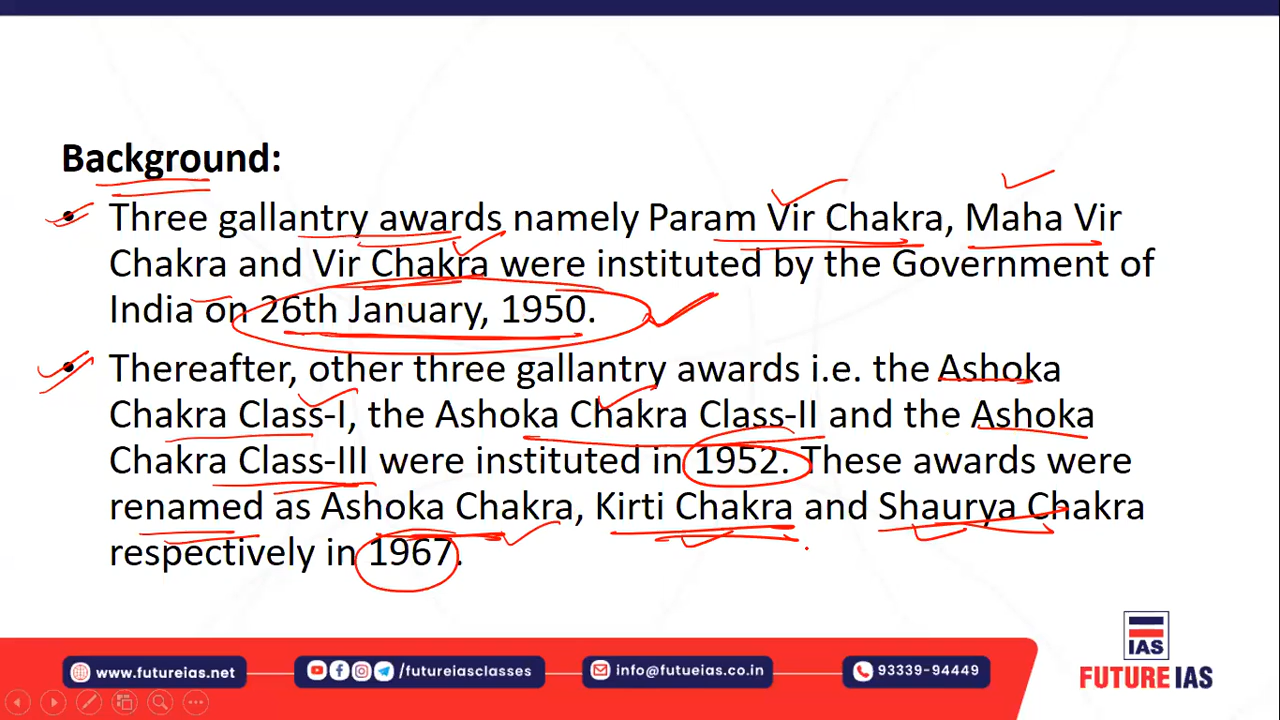 Background:
• Three gallantry awards namely Param Vir Chakra, Maha Vir
Chakra and Vir Chakra were instituted by the Government of
India on 26th January, 1950.
• Thereafter, other three gallantry awards i.e. the Ashoka
Chakra Class-I, the Ashoka Chakra Class-II and the Ashoka
Chakra Class-III were instituted in 1952. These awards were
renamed as Ashoka Chakra, Kirti Chakra and Shaurya Chakra
respectively in 1967.
www.futureias.net
/futureiasclasses
info@futueias.co.in
93339-94449
IAS
FUTURE IAS